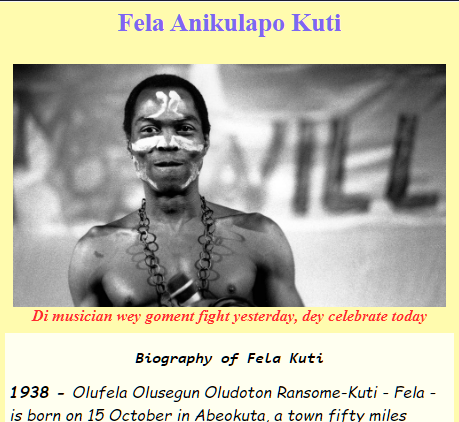 Fela Anikulapo Kuti
WILL
Di musician wey goment fight yesterday, dey celebrate today
Biography of Fela Kuti
1938 - Olufela Olusegun Oludoton Ransome-Kuti - Fela -
is born on 15 October in Abeokuta, a town fifty miles